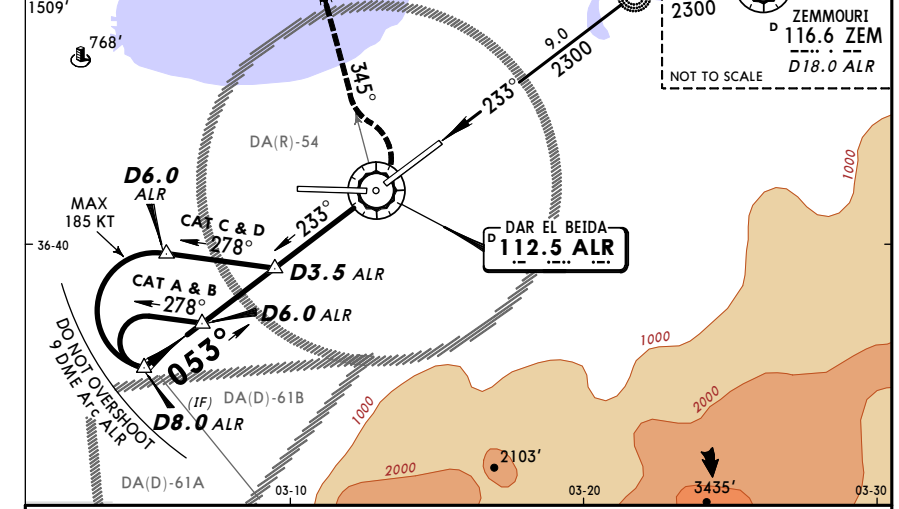 1509'
768'
9.0
2300
2300
ZEMMOURI
D 116.6 ZEM
D18.0 ALR
NOT TO SCALE
345°
233°
DA(R)-54
D6.0
ALR
MAX
185 KT
CAT C & D
278°
233°
DAR EL BEIDA
D 112.5 ALR
1000
36-40
D3.5 ALR
CAT A & B
278°
D6.0 ALR
053°
DO NOT OVERSHOOT
9 DME Arc ALR
(IF)
D8.0 ALR
DA(D)-61B
DA(D)-61A
1000
1000
2000
2000
2103'
3435'
03-10
03-20
03-30